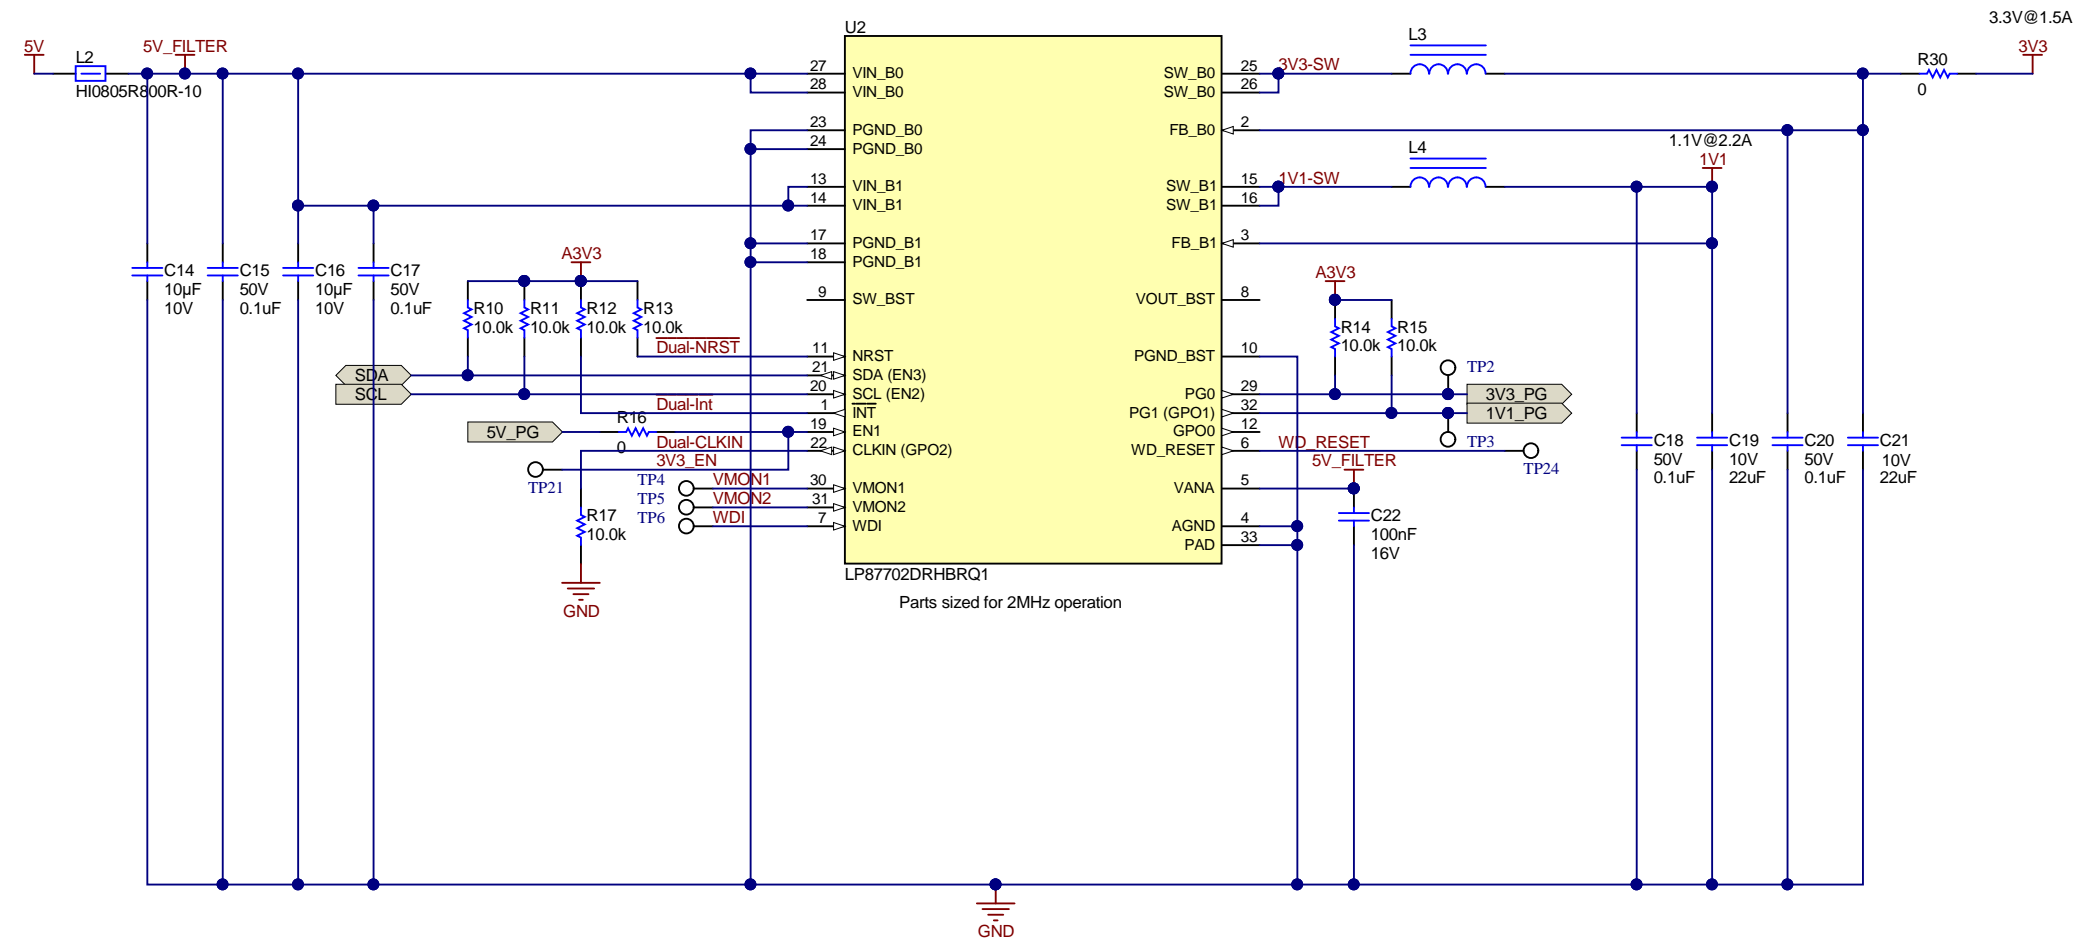 3.3V@1.5A
U2
5V
L2
5V_FILTER
HI0805R800R-10
L3
3V3-SW
R30
0
3V3
27 VIN_B0
28 VIN_B0
23 PGND_B0
24 PGND_B0
13 VIN_B1
14 VIN_B1
17 PGND_B1
18 PGND_B1
9 SW_BST
11 NRST
21 SDA (EN3)
20 SCL (EN2)
1 INT
19 EN1
22 CLKIN (GPO2)
30 VMON1
31 VMON2
7 WDI
SW_B0 25
SW_B0 26
FB_B0 2
SW_B1 15
SW_B1 16
FB_B1 3
VOUT_BST 8
PGND_BST 10
PG0 29
PG1 (GPO1) 32
GPO0 12
WD_RESET 6
VANA 5
AGND 4
PAD 33
LP87702DRHBRQ1
Parts sized for 2MHz operation
1.1V@2.2A
L4
1V1
1V1-SW
C14
10µF
10V
C15
50V
0.1uF
C16
10µF
10V
C17
50V
0.1uF
A3V3
R10
10.0k
R11
10.0k
R12
10.0k
R13
10.0k
Dual-NRST
SDA
SCL
Dual-Int
5V_PG
R16
0
Dual-CLKIN
3V3_EN
TP21
TP4
VMON1
TP5
VMON2
TP6
WDI
R17
10.0k
GND
A3V3
R14
10.0k
R15
10.0k
TP2
3V3_PG
1V1_PG
TP3
WD_RESET
TP24
5V_FILTER
C22
100nF
16V
C18
50V
0.1uF
C19
10V
22uF
C20
50V
0.1uF
C21
10V
22uF
GND